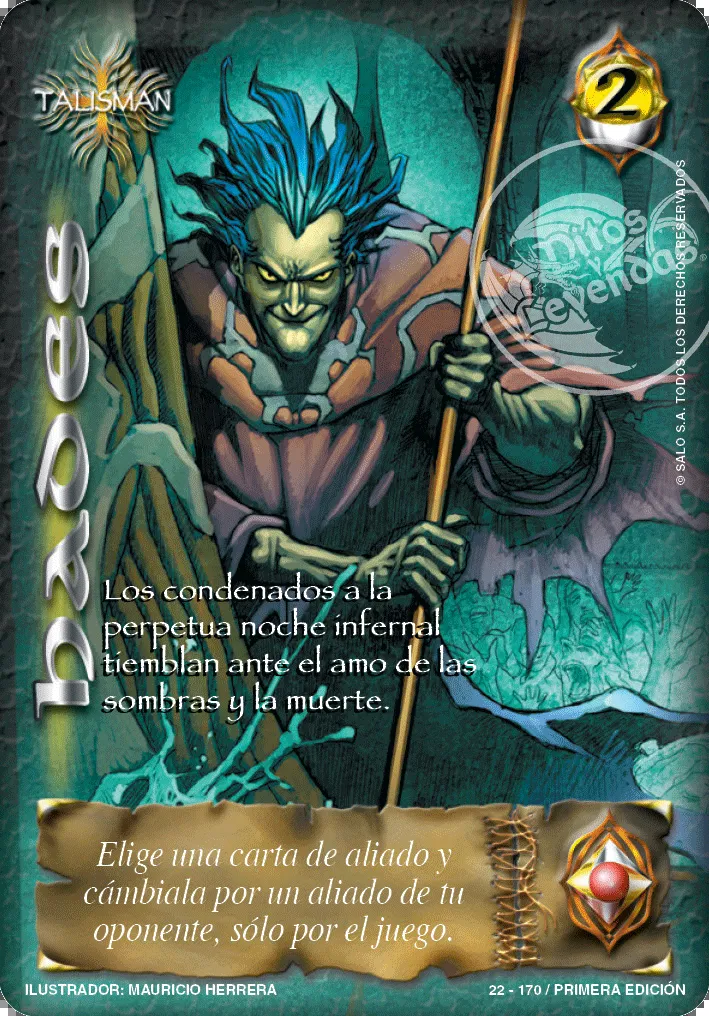 TALISMAN
2
Mitos
y
Leyendas
®
© SALO S.A. TODOS LOS DERECHOS RESERVADOS
HADES
Los condenados a la
perpetua noche infernal
tiemblan ante el amo de las
sombras y la muerte.
Elige una carta de aliado y
cámbiala por un aliado de tu
oponente, sólo por el juego.
ILUSTRADOR: MAURICIO HERRERA
22 - 170 / PRIMERA EDICIÓN